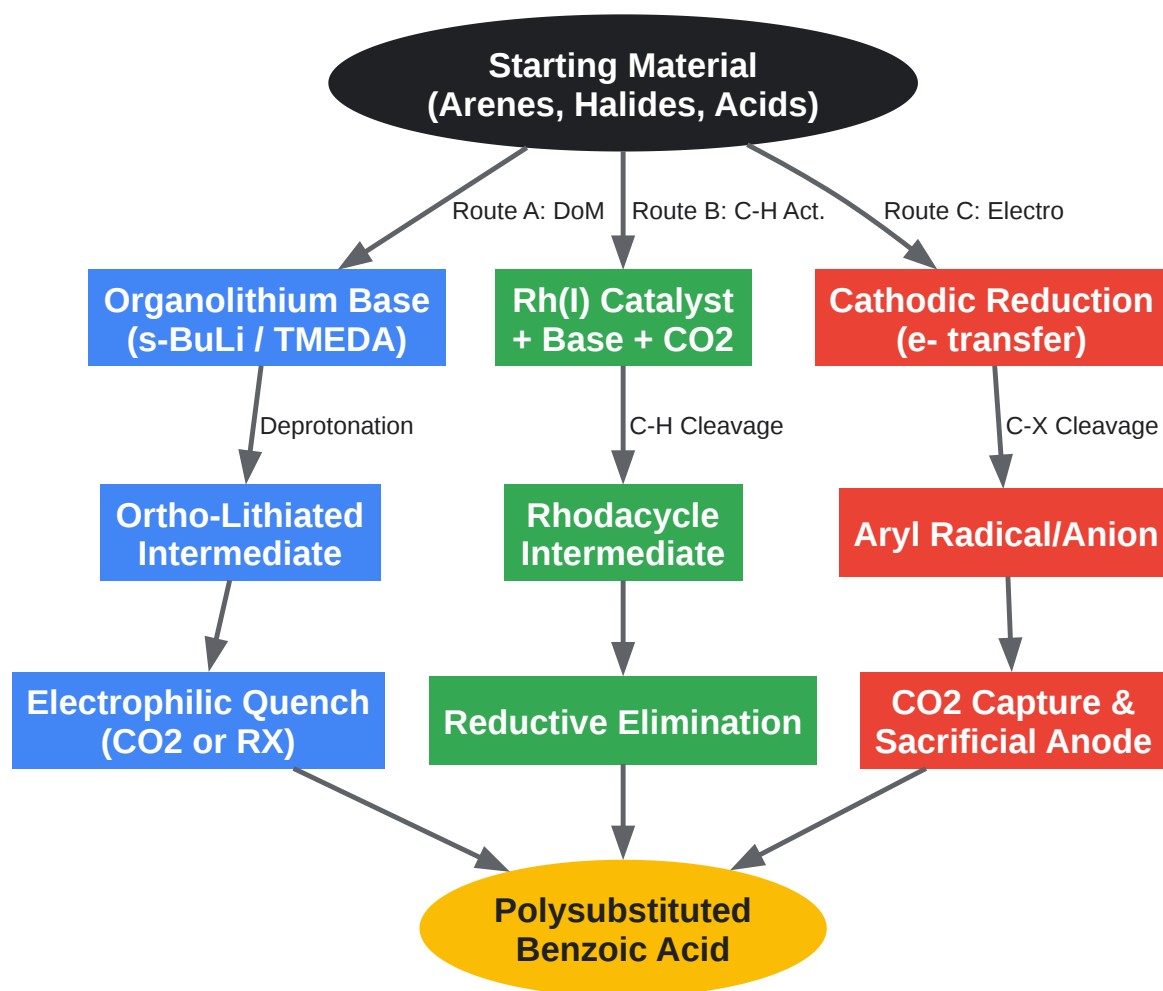 Starting Material
(Arenes, Halides, Acids)
Route A: DoM
Route B: C-H Act.
Route C: Electro
Organolithium Base
(s-BuLi / TMEDA)
Rh(I) Catalyst
+ Base + CO2
Cathodic Reduction
(e- transfer)
Deprotonation
C-H Cleavage
C-X Cleavage
Ortho-Lithiated
Intermediate
Rhodacycle
Intermediate
Aryl Radical/Anion
Electrophilic Quench
(CO2 or RX)
Reductive Elimination
CO2 Capture &
Sacrificial Anode
Polysubstituted
Benzoic Acid